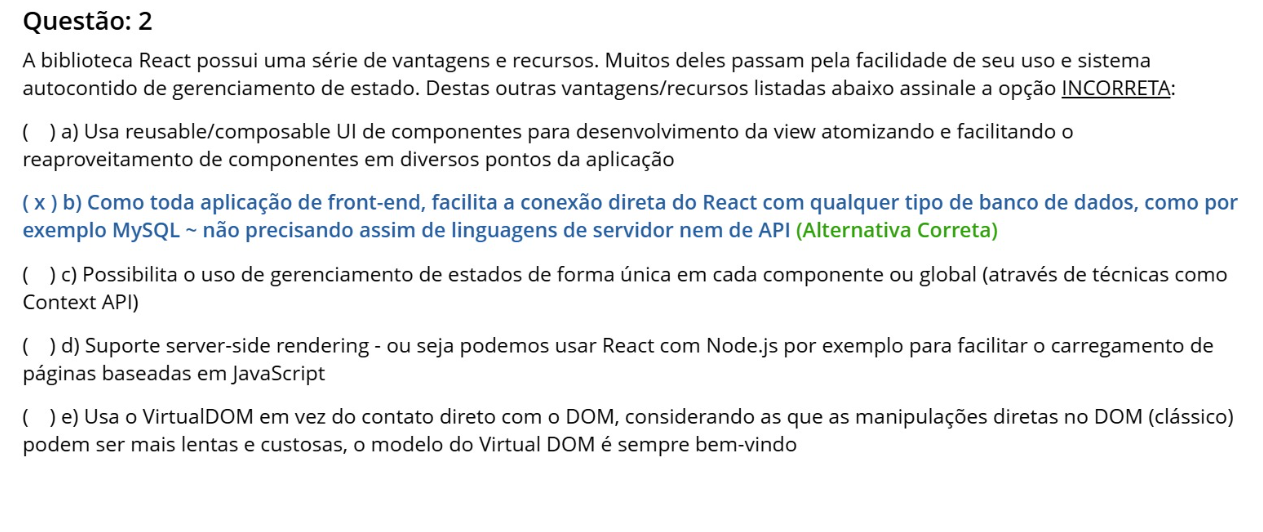 Questão: 2
A biblioteca React possui uma série de vantagens e recursos. Muitos deles passam pela facilidade de seu uso e sistema
autocontido de gerenciamento de estado. Destas outras vantagens/recursos listadas abaixo assinale a opção INCORRETA:
( ) a) Usa reusable/composable UI de componentes para desenvolvimento da view atomizando e facilitando o
reaproveitamento de componentes em diversos pontos da aplicação
( x ) b) Como toda aplicação de front-end, facilita a conexão direta do React com qualquer tipo de banco de dados, como por
exemplo MySQL ~ não precisando assim de linguagens de servidor nem de API (Alternativa Correta)
( ) c) Possibilita o uso de gerenciamento de estados de forma única em cada componente ou global (através de técnicas como
Context API)
( ) d) Suporte server-side rendering - ou seja podemos usar React com Node.js por exemplo para facilitar o carregamento de
páginas baseadas em JavaScript
( ) e) Usa o VirtualDOM em vez do contato direto com o DOM, considerando as que as manipulações diretas no DOM (clássico)
podem ser mais lentas e custosas, o modelo do Virtual DOM é sempre bem-vindo